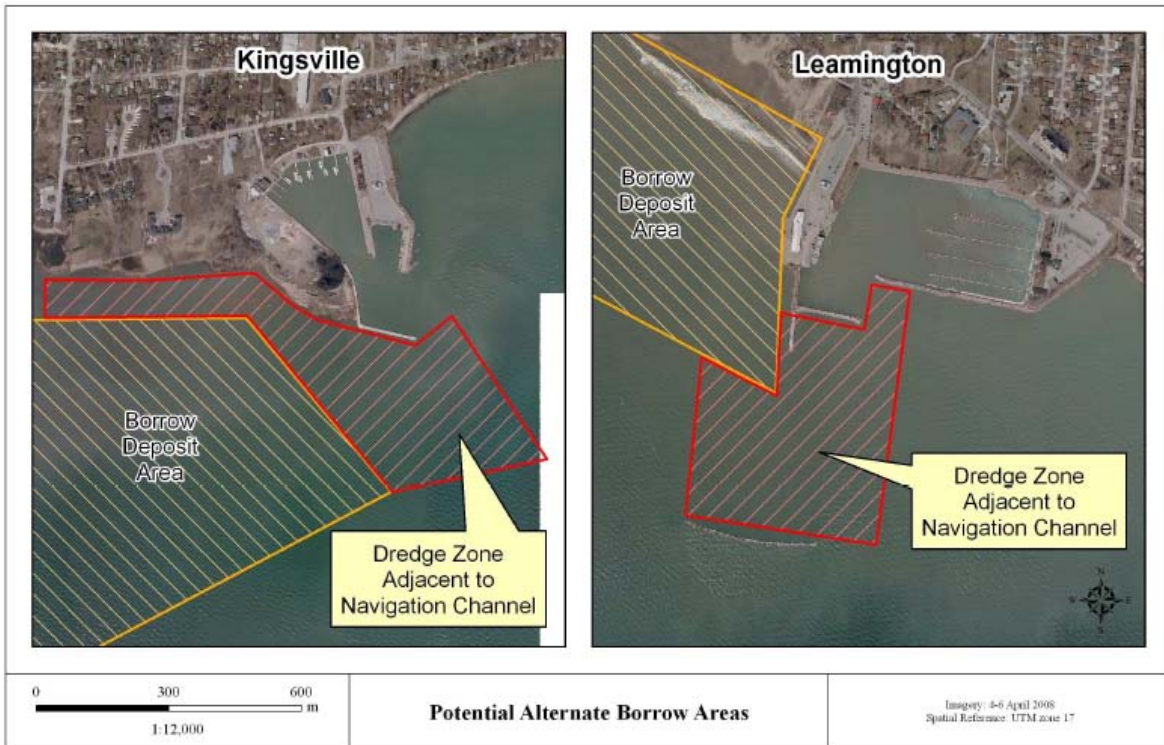 Kingsville
Borrow
Deposit
Area
Dredge Zone
Adjacent to
Navigation Channel
Leamington
Borrow
Deposit
Area
Dredge Zone
Adjacent to
Navigation Channel
N
W E
S
0 300 600
m
1:12,000
Potential Alternate Borrow Areas
Imagery: 4-6 April 2008
Spatial Reference: UTM zone 17